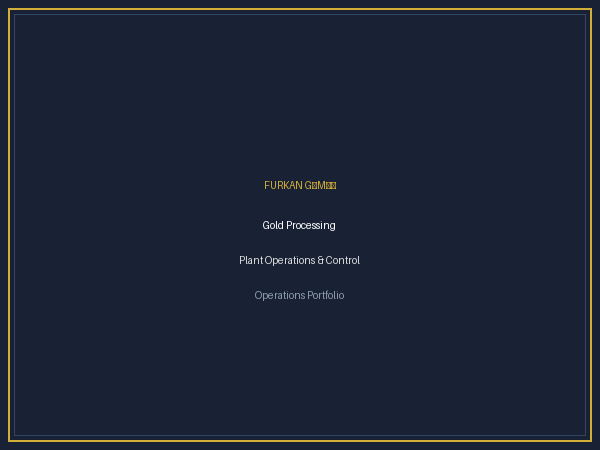 FURKAN G□M□□
Gold Processing
Plant Operations & Control
Operations Portfolio